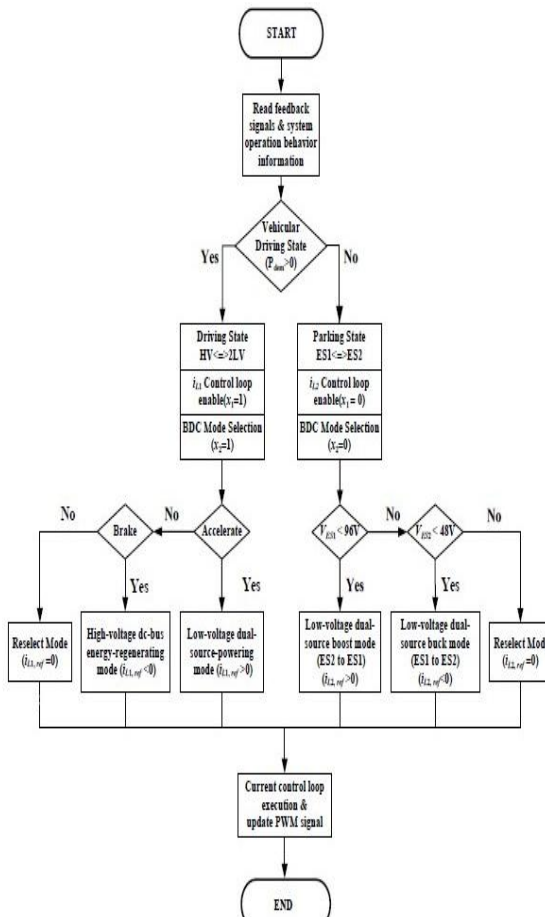 START
Read feedback
signals & system
operation behavior
information
Vehicular
Driving State
(Pdem>0)
Yes
No
Driving State
HV<=>2LV
iL1 Control loop
enable(x1=1)
BDC Mode Selection
(x2=1)
Parking State
ES1<=>ES2
iL2 Control loop
enable(x1 = 0)
BDC Mode Selection
(x2=0)
No
Brake
No
Accelerate
VES1 < 96V
No
VES2 < 48V
No
Yes
Yes
Yes
Yes
Reselect Mode
(iL1, ref =0)
High-voltage dc-bus
energy-regenerating
mode (iL1, ref <0)
Low-voltage dual-
source-powering
mode (iL1, ref >0)
Low-voltage dual-
source boost mode
(ES2 to ES1)
(iL2, ref >0)
Low-voltage dual-
source buck mode
(ES1 to ES2)
(iL2, ref<0)
Reselect Mode
(iL2, ref =0)
Current control loop
execution &
update PWM signal
END